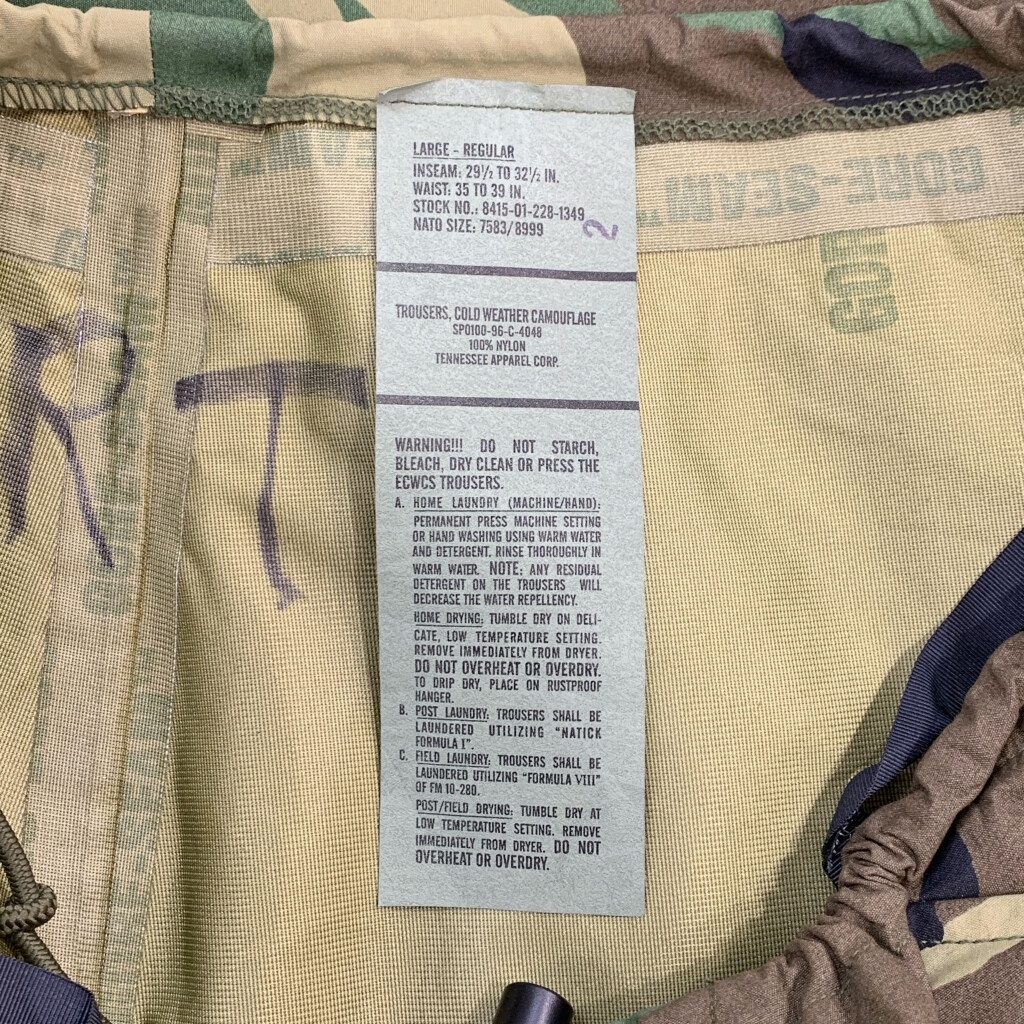 LARGE - REGULAR
INSEAM: 29½ TO 32½ IN.
WAIST: 35 TO 39 IN.
STOCK NO.: 8415-01-228-1349
NATO SIZE: 7583/8999
2
TROUSERS, COLD WEATHER CAMOUFLAGE
SPO100-96-C-4048
100% NYLON
TENNESSEE APPAREL CORP.
WARNING!!! DO NOT STARCH,
BLEACH, DRY CLEAN OR PRESS THE
ECWCS TROUSERS.
A. HOME LAUNDRY (MACHINE/HAND):
PERMANENT PRESS MACHINE SETTING
OR HAND WASHING USING WARM WATER
AND DETERGENT. RINSE THOROUGHLY IN
WARM WATER. NOTE: ANY RESIDUAL
DETERGENT ON THE TROUSERS WILL
DECREASE THE WATER REPELLENCY.
HOME DRYING: TUMBLE DRY ON DELI-
CATE, LOW TEMPERATURE SETTING.
REMOVE IMMEDIATELY FROM DRYER.
DO NOT OVERHEAT OR OVERDRY.
TO DRIP DRY, PLACE ON RUSTPROOF
HANGER.
B. POST LAUNDRY: TROUSERS SHALL BE
LAUNDERED UTILIZING "NATICK
FORMULA I".
C. FIELD LAUNDRY: TROUSERS SHALL BE
LAUNDERED UTILIZING "FORMULA VIII"
OF FM 10-280.
POST/FIELD DRYING: TUMBLE DRY AT
LOW TEMPERATURE SETTING. REMOVE
IMMEDIATELY FROM DRYER. DO NOT
OVERHEAT OR OVERDRY.
RT
GORE-SEAM